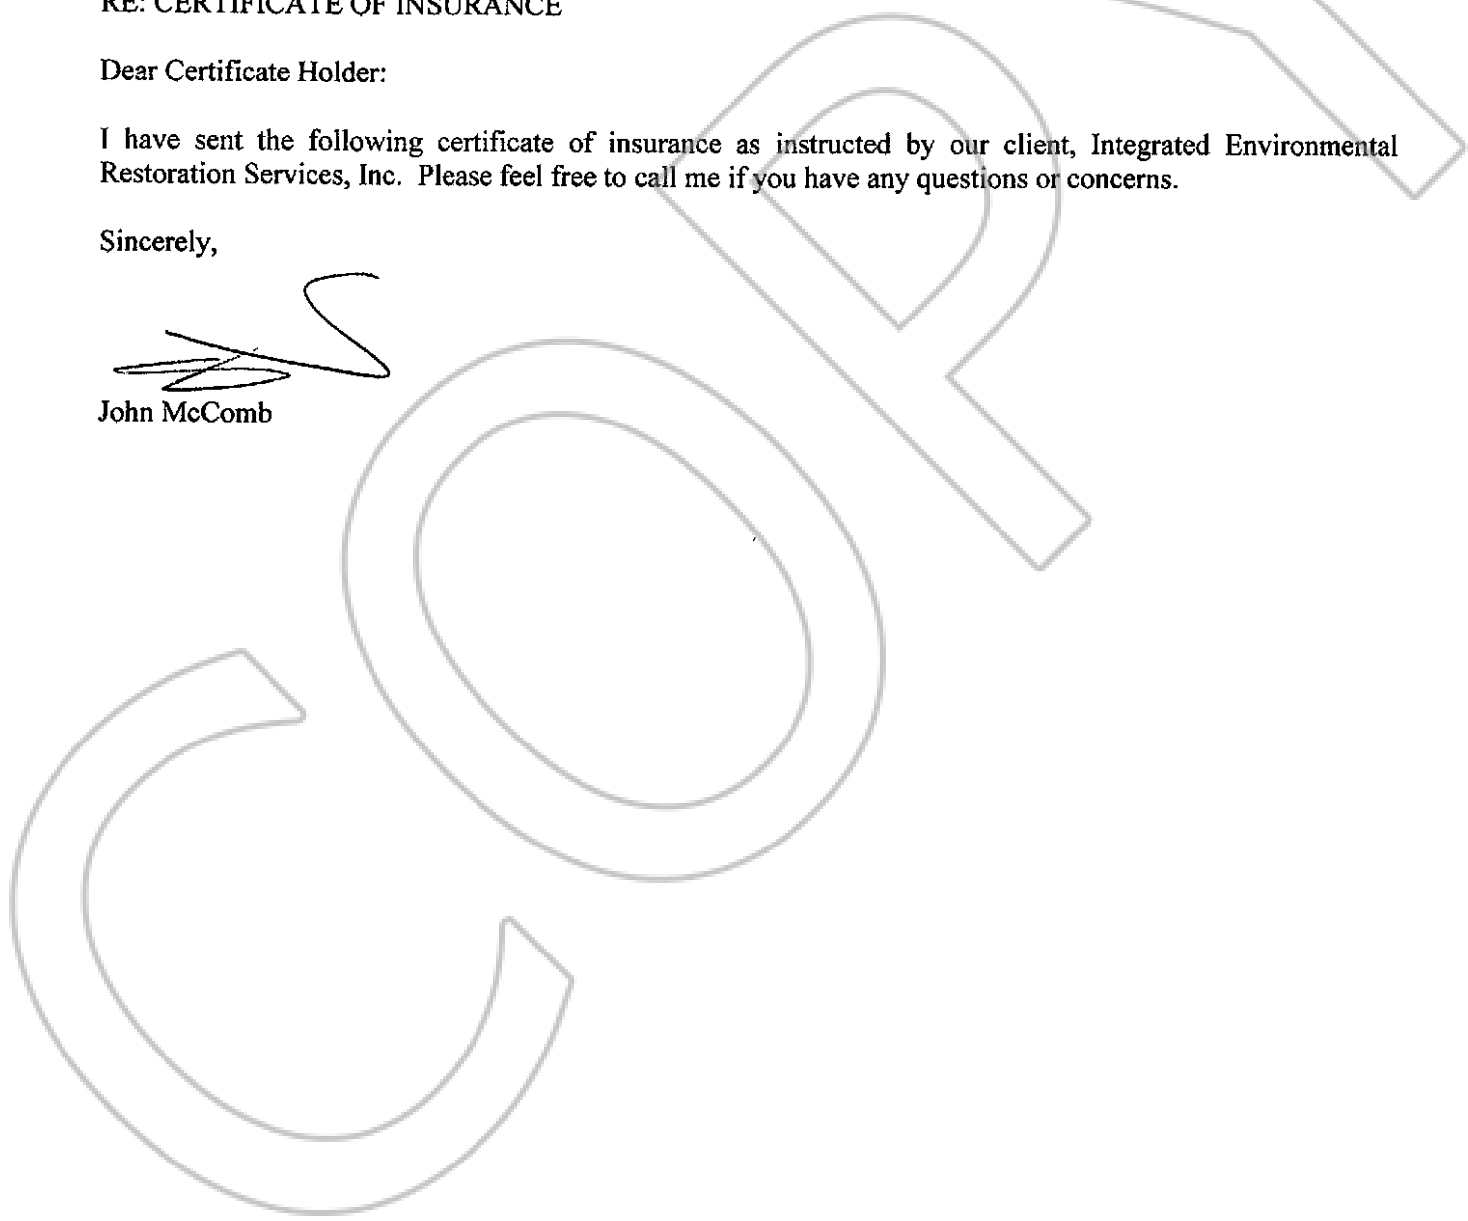 RE: CERTIFICATE OF INSURANCE
Dear Certificate Holder:
I have sent the following certificate of insurance as instructed by our client, Integrated Environmental
Restoration Services, Inc. Please feel free to call me if you have any questions or concerns.
Sincerely,
John McComb
COPY